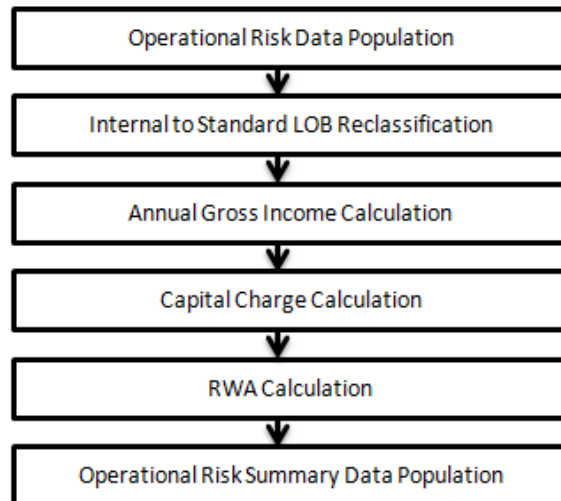 Operational Risk Data Population
Internal to Standard LOB Reclassification
Annual Gross Income Calculation
Capital Charge Calculation
RWA Calculation
Operational Risk Summary Data Population